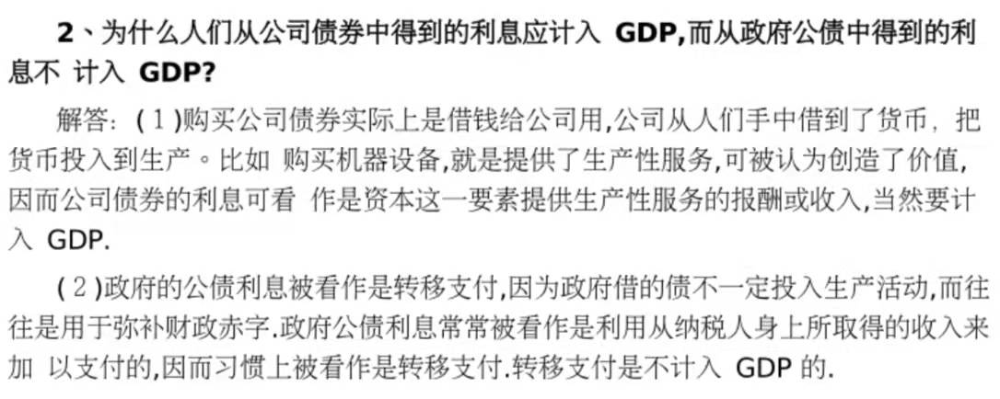 2、为什么人们从公司债券中得到的利息应计入 GDP,而从政府公债中得到的利
息不 计入 GDP?
解答: (1)购买公司债券实际上是借钱给公司用,公司从人们手中借到了货币，把
货币投入到生产。比如 购买机器设备,就是提供了生产性服务,可被认为创造了价值,
因而公司债券的利息可看 作是资本这一要素提供生产性服务的报酬或收入,当然要计
入 GDP.
(2)政府的公债利息被看作是转移支付,因为政府借的债不一定投入生产活动,而往
往是用于弥补财政赤字.政府公债利息常常被看作是利用从纳税人身上所取得的收入来
加 以支付的,因而习惯上被看作是转移支付.转移支付是不计入 GDP 的.